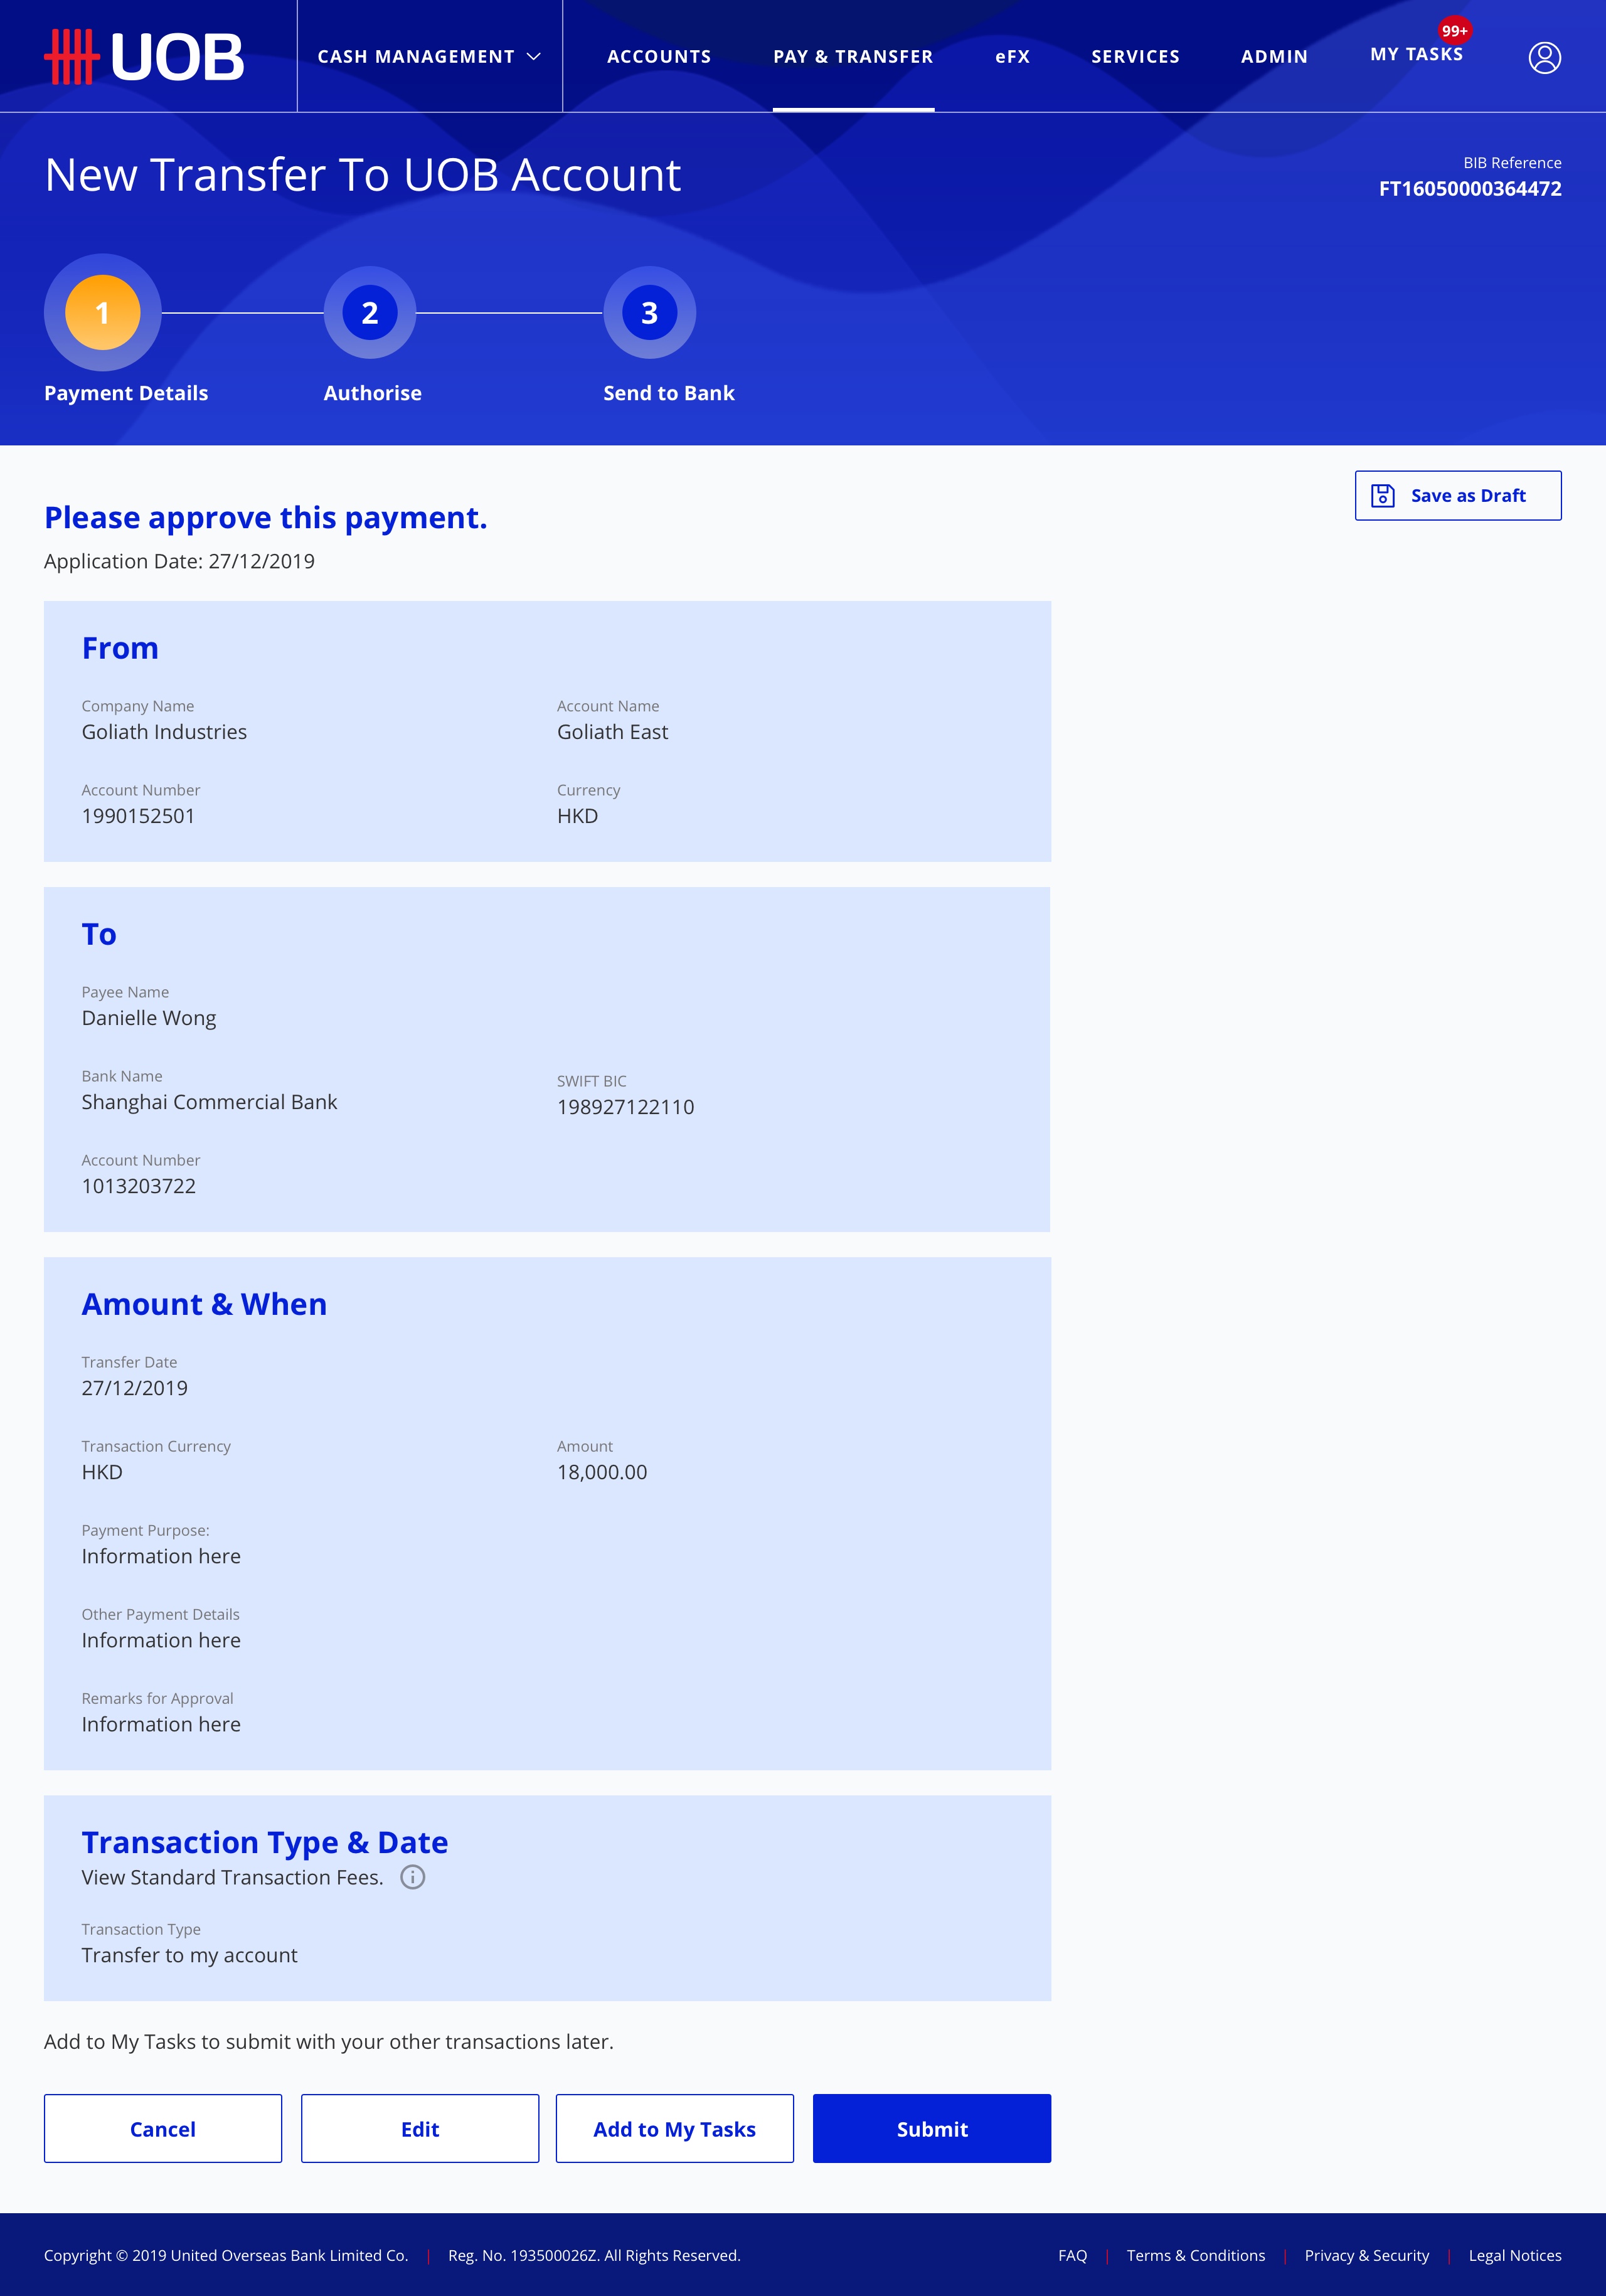 UOB
CASH MANAGEMENT
ACCOUNTS
PAY & TRANSFER
eFX
SERVICES
ADMIN
MY TASKS
99+
New Transfer To UOB Account
BIB Reference
FT16050000364472
1
2
3
Payment Details
Authorise
Send to Bank
Save as Draft
Please approve this payment.
Application Date: 27/12/2019
From
Company Name
Goliath Industries
Account Name
Goliath East
Account Number
1990152501
Currency
HKD
To
Payee Name
Danielle Wong
Bank Name
Shanghai Commercial Bank
SWIFT BIC
198927122110
Account Number
1013203722
Amount & When
Transfer Date
27/12/2019
Transaction Currency
HKD
Amount
18,000.00
Payment Purpose:
Information here
Other Payment Details
Information here
Remarks for Approval
Information here
Transaction Type & Date
View Standard Transaction Fees.
Transaction Type
Transfer to my account
Add to My Tasks to submit with your other transactions later.
Cancel
Edit
Add to My Tasks
Submit
Copyright © 2019 United Overseas Bank Limited Co. | Reg. No. 193500026Z. All Rights Reserved.
FAQ | Terms & Conditions | Privacy & Security | Legal Notices